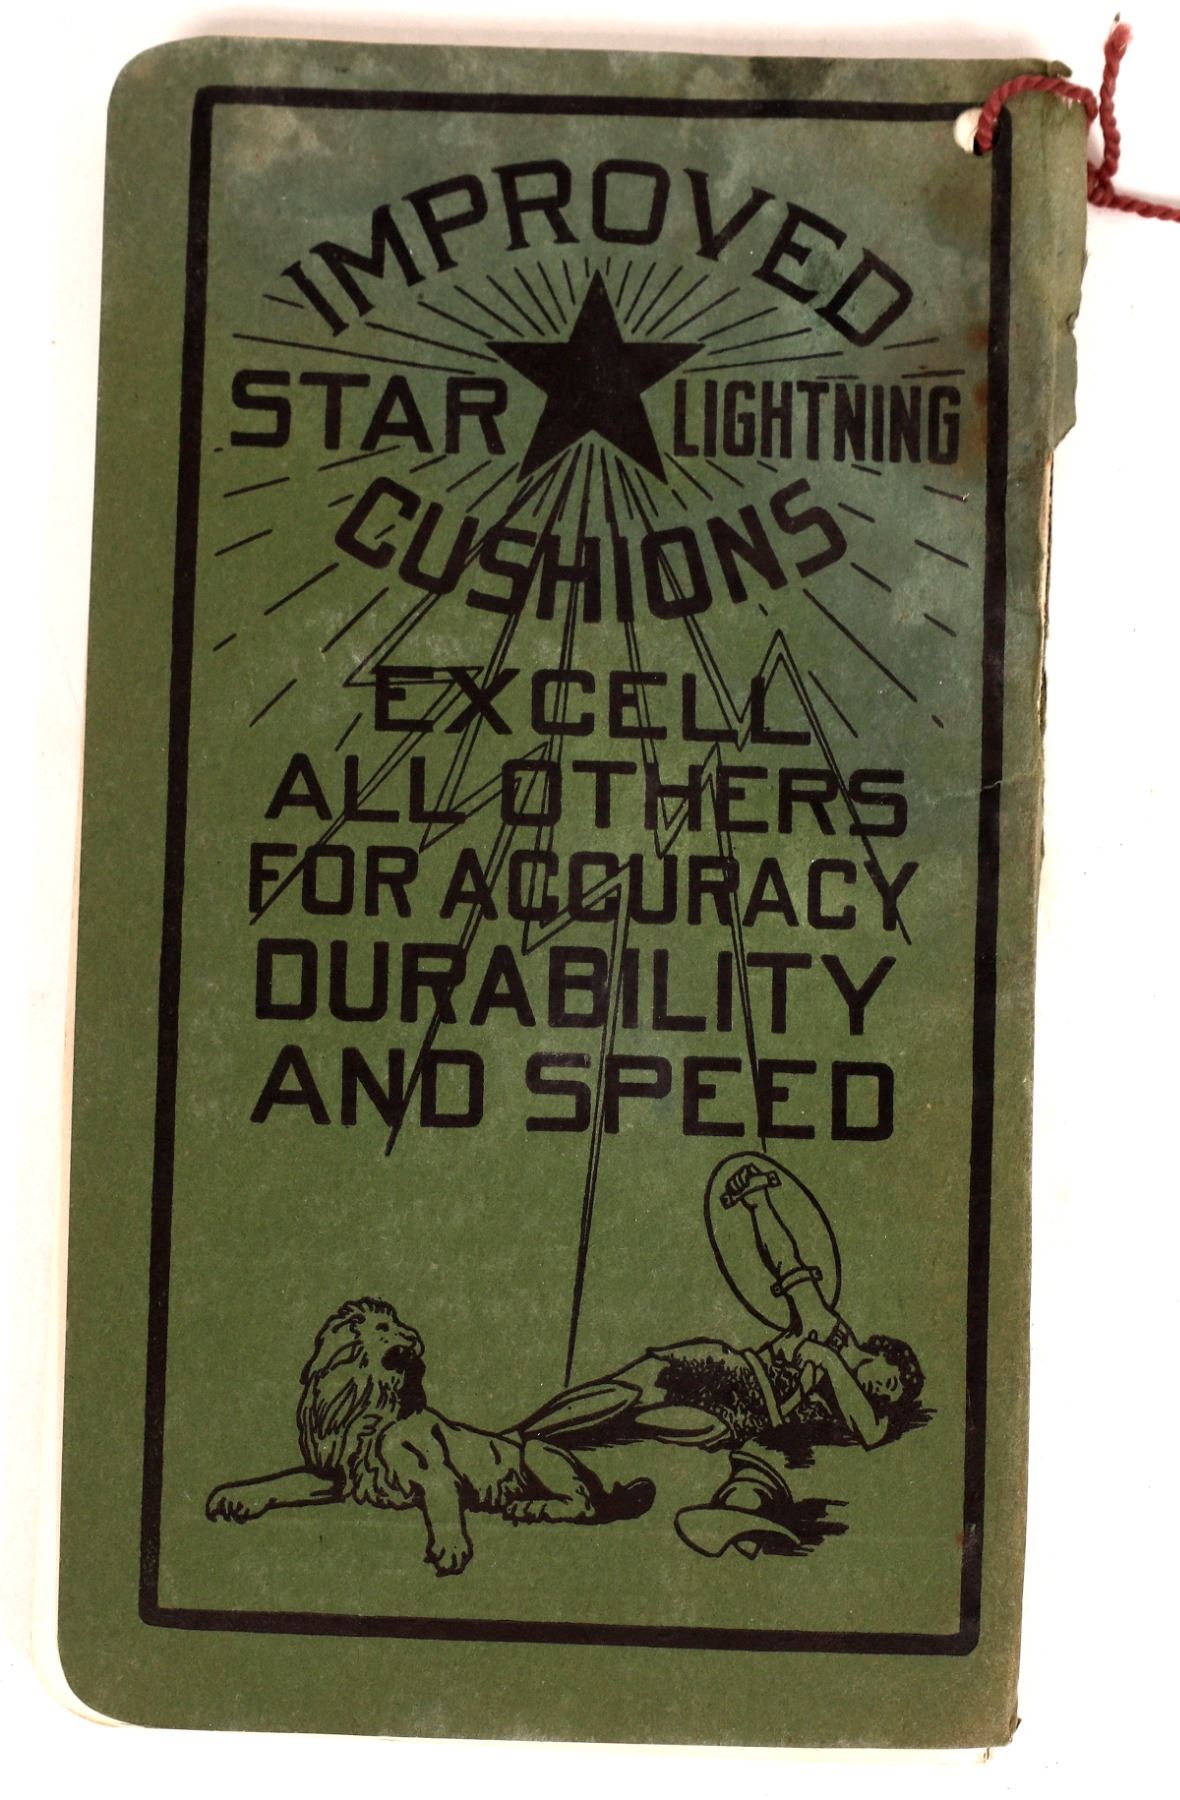 IMPROVED
STAR LIGHTNING
CUSHIONS
EXCELL
ALL OTHERS
FOR ACCURACY
DURABILITY
AND SPEED